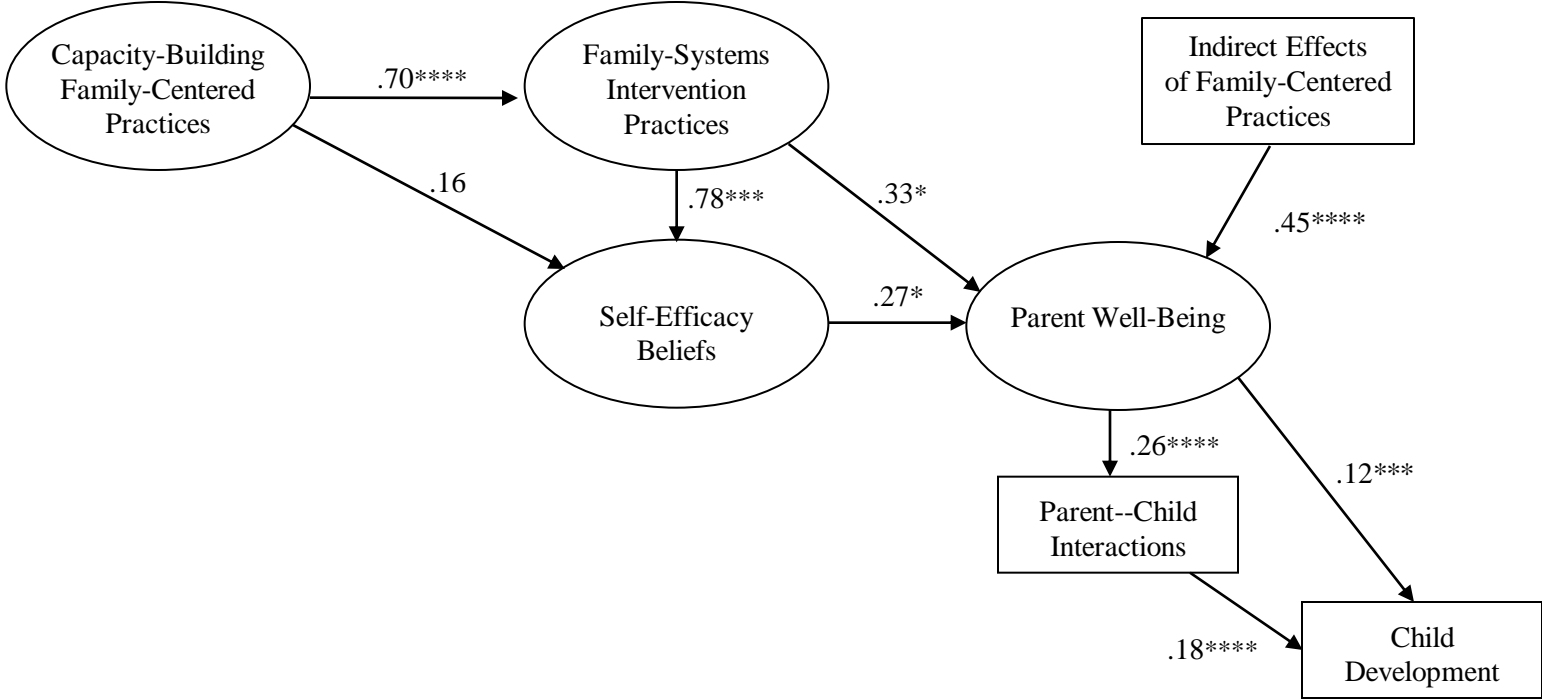 Capacity-Building
Family-Centered
Practices
.70****
Family-Systems
Intervention
Practices
Indirect Effects
of Family-Centered
Practices
.16
.78***
.33*
.45****
Self-Efficacy
Beliefs
.27*
Parent Well-Being
.26****
.12***
Parent--Child
Interactions
.18****
Child
Development